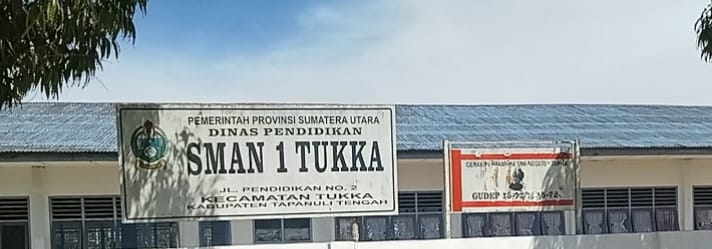 PEMERINTAH PROVINSI SUMATERA UTARA
DINAS PENDIDIKAN
SMAN 1 TUKKA
JL. PENDIDIKAN NO. 2
KECAMATAN TUKKA
KABUPATEN TAPANULI TENGAH
GUDEP